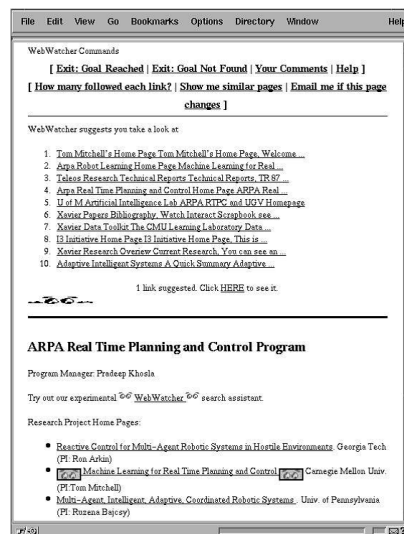 File Edit View Go Bookmarks Options Directory Window Help
WebWatcher Commands
[ Exit: Goal Reached | Exit: Goal Not Found | Your Comments | Help ]
[ How many followed each link? | Show me similar pages | Email me if this page
changes ]
WebWatcher suggests you take a look at
1. Tom Mitchell's Home Page Tom Mitchell's Home Page, Welcome ...
2. Arpa Robot Learning Home Page Machine Learning for Real ...
3. Teleos Research Technical Reports Technical Reports, TR 87 ...
4. Arpa Real Time Planning and Control Home Page ARPA Real ...
5. U of M Artificial Intelligence Lab ARPA RTPC and UGV Homepage
6. Xavier Papers Bibliography, Watch Interact Scrapbook see ...
7. Xavier Data Toolkit The CMU Learning Laboratory Data ...
8. I3 Initiative Home Page I3 Initiative Home Page, This is ...
9. Xavier Research Overiew Current Research, You can see an ...
10. Adaptive Intelligent Systems A Quick Summary Adaptive ...
1 link suggested. Click HERE to see it.
ARPA Real Time Planning and Control Program
Program Manager: Pradeep Khosla
Try out our experimental WebWatcher search assistant.
Research Project Home Pages:
• Reactive Control for Multi-Agent Robotic Systems in Hostile Environments. Georgia Tech
(PI: Ron Arkin)
• Machine Learning for Real Time Planning and Control Carnegie Mellon Univ.
(PI:Tom Mitchell)
• Multi-Agent, Intelligent, Adaptive, Coordinated Robotic Systems . Univ. of Pennsylvania
(PI: Ruzena Bajcsy)